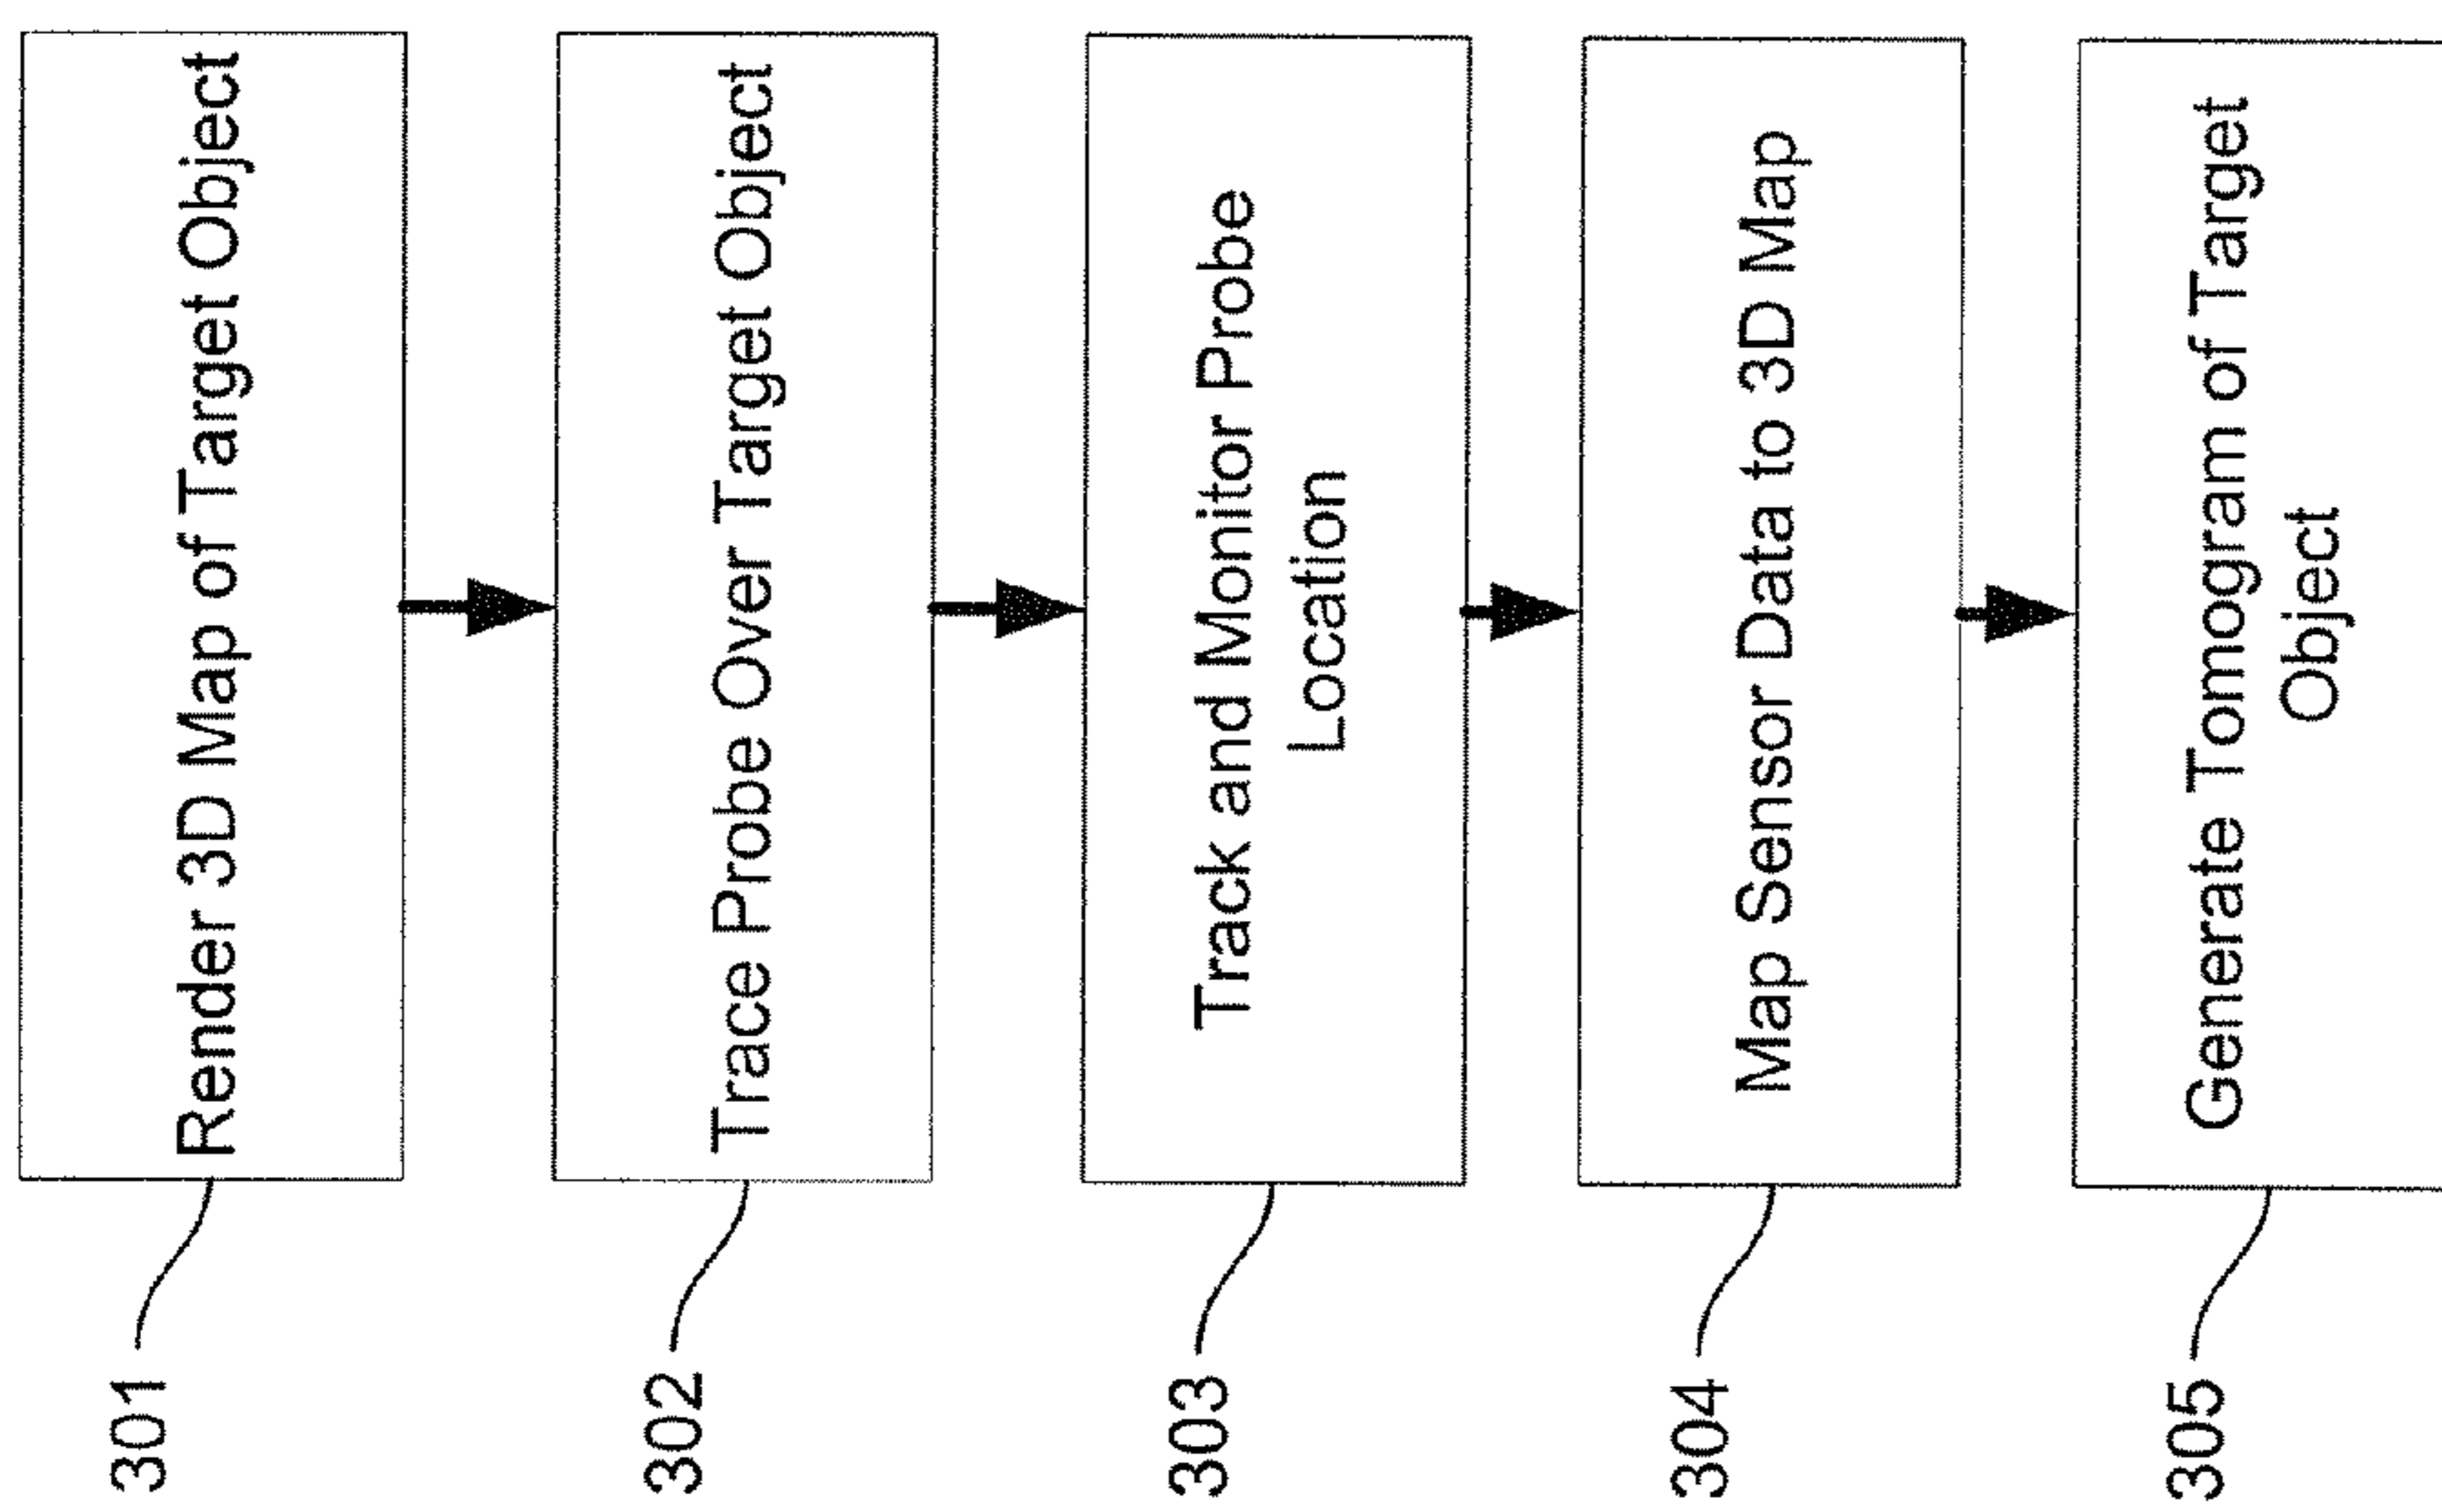 301
Render 3D Map of Target Object
302
Trace Probe Over Target Object
303
Track and Monitor Probe
Location
304
Map Sensor Data to 3D Map
305
Generate Tomogram of Target
Object